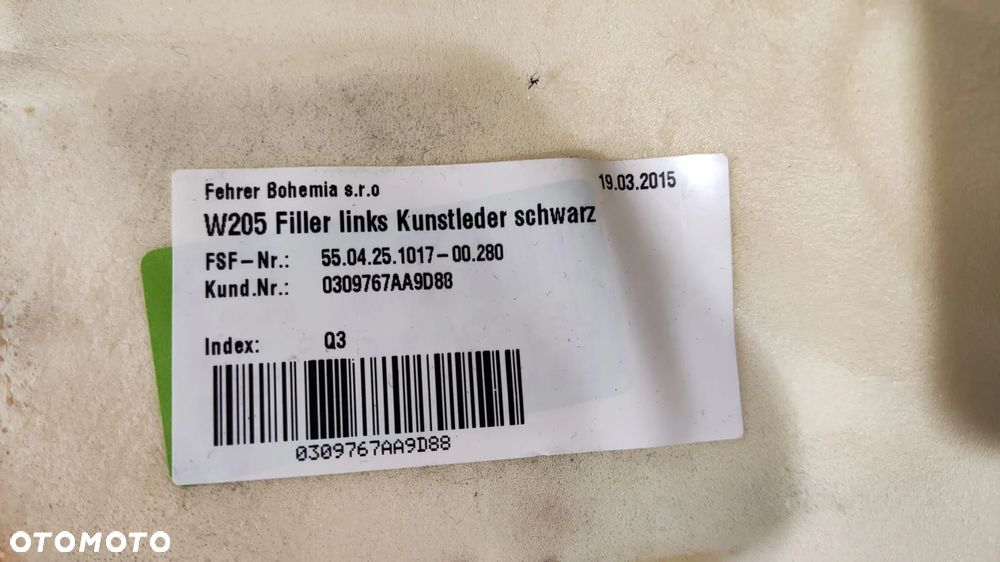 Fehrer Bohemia s.r.o 19.03.2015
W205 Filler links Kunstleder schwarz
FSF-Nr.: 55.04.25.1017-00.280
Kund.Nr.: 0309767AA9D88
Index: Q3
0309767AA9D88
OTOMOTO